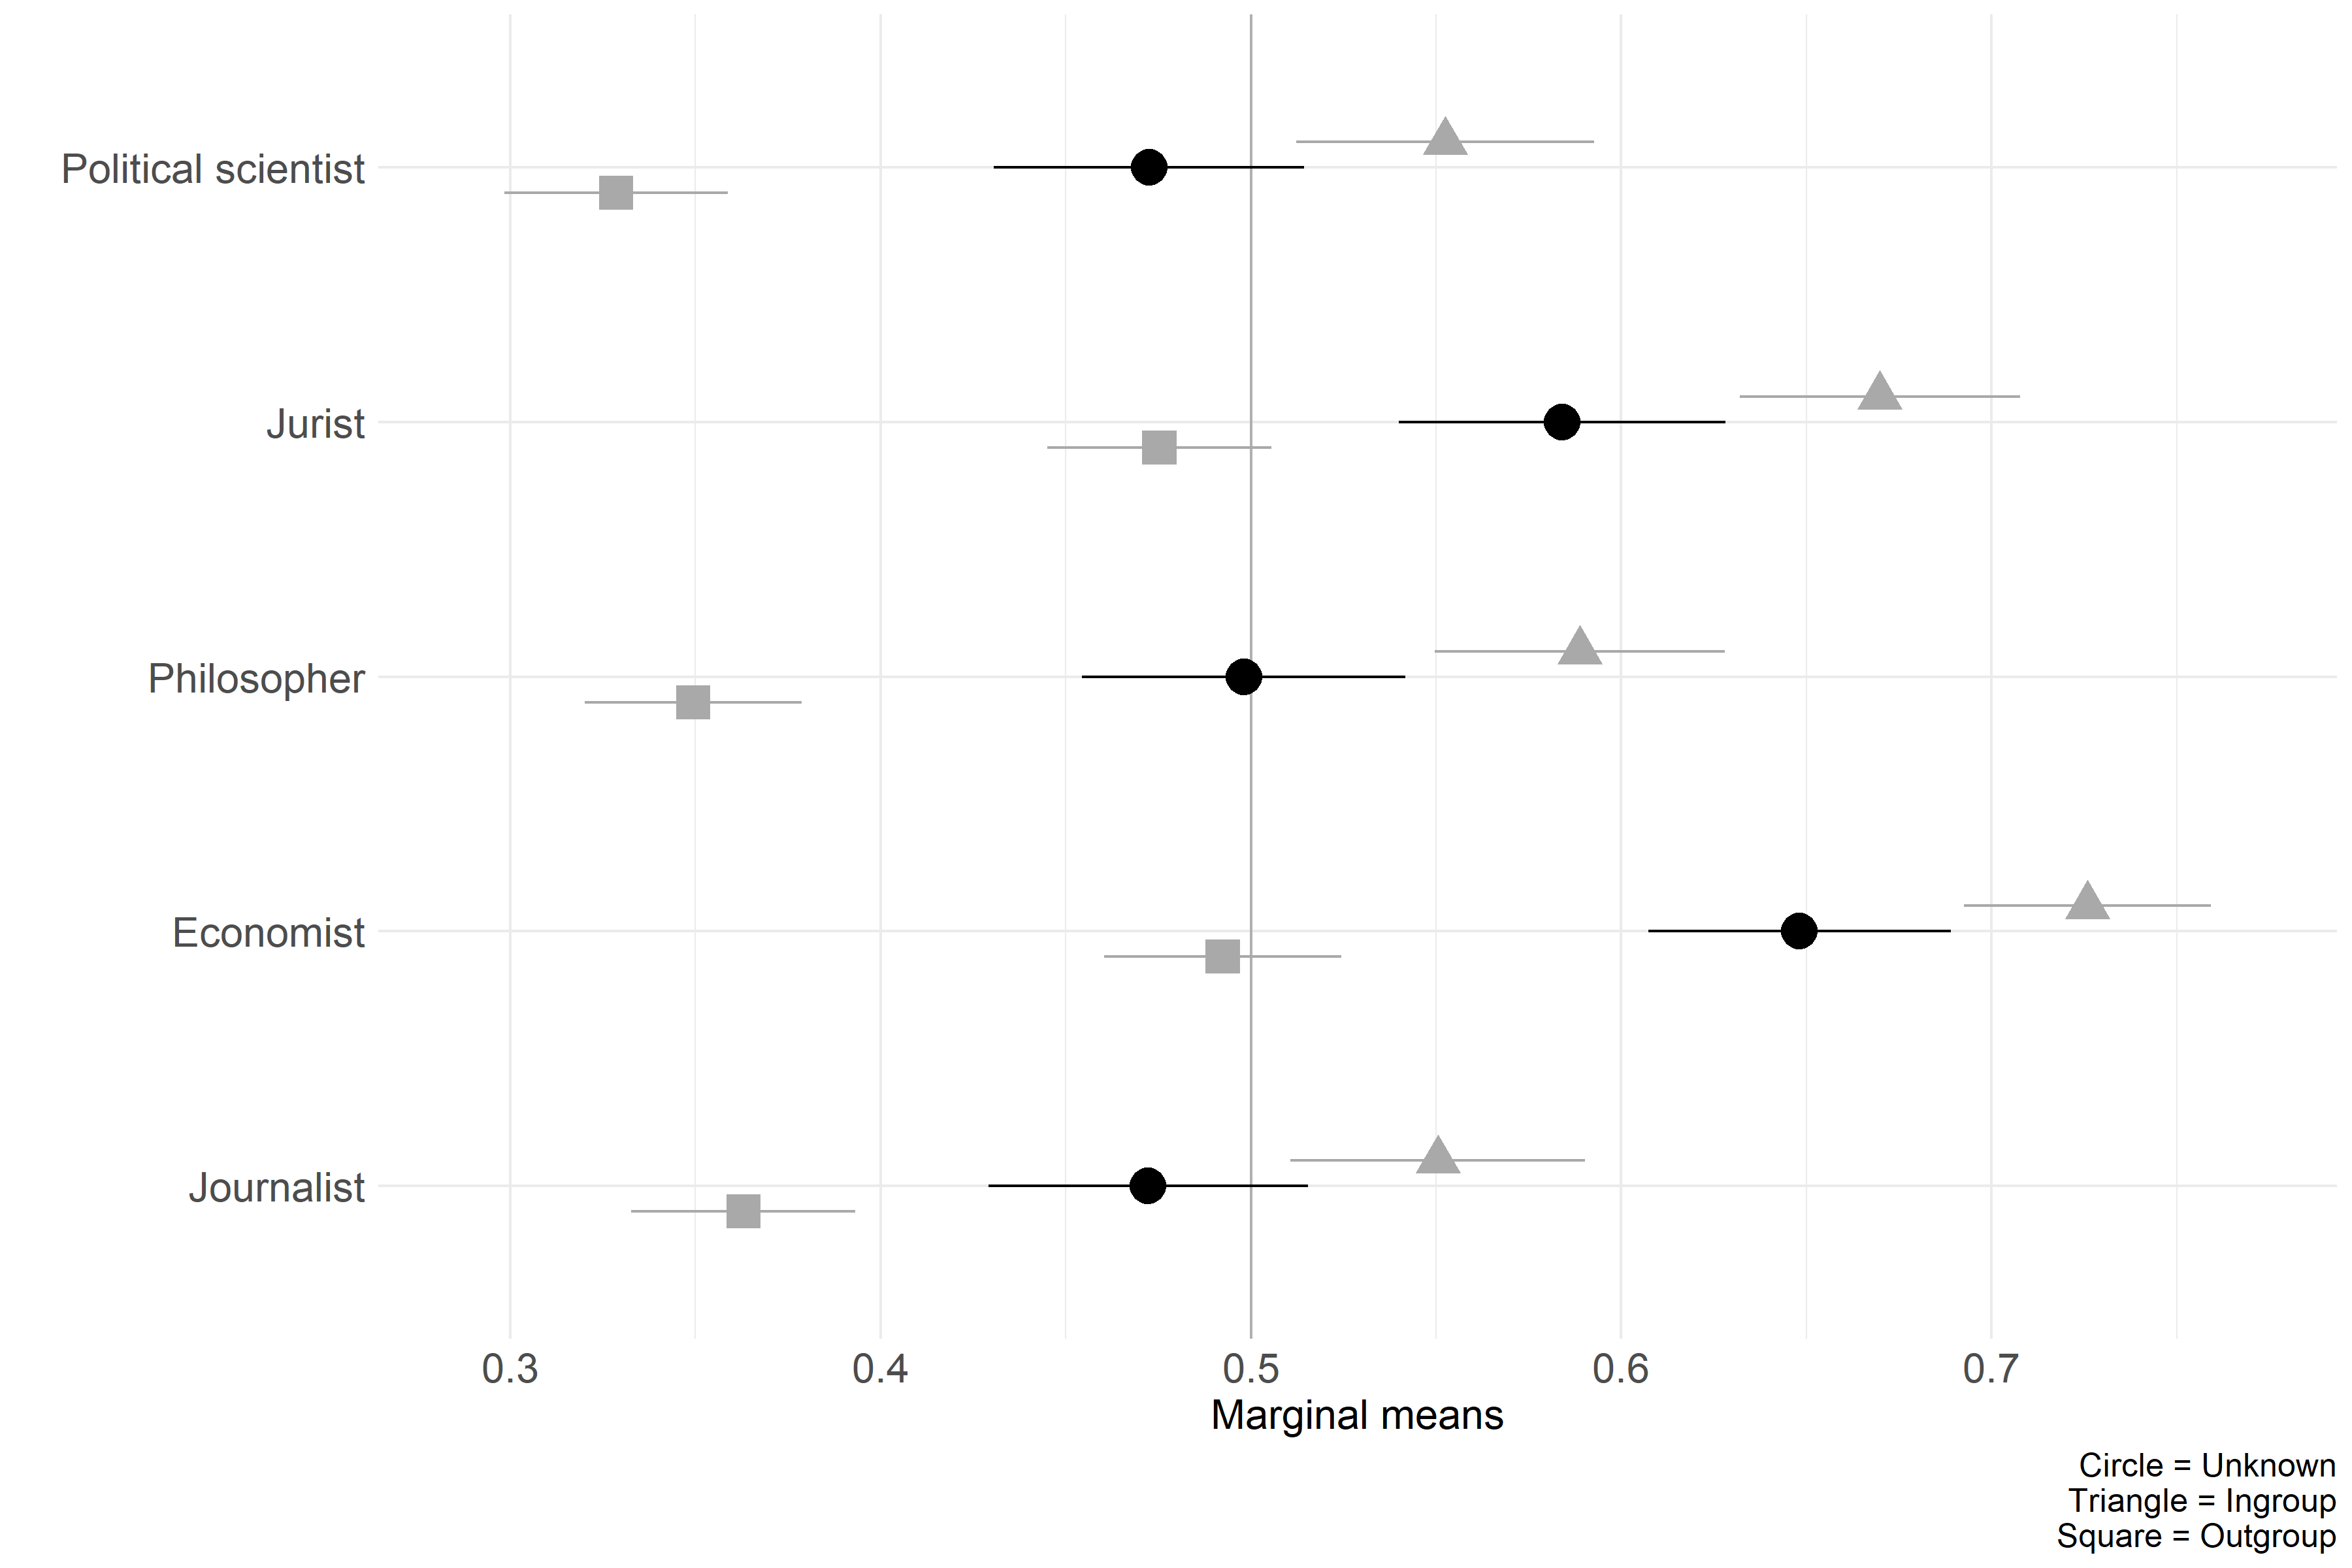 Political scientist
Jurist
Philosopher
Economist
Journalist
0.3 0.4 0.5 0.6 0.7
Marginal means
Circle = Unknown
Triangle = Ingroup
Square = Outgroup